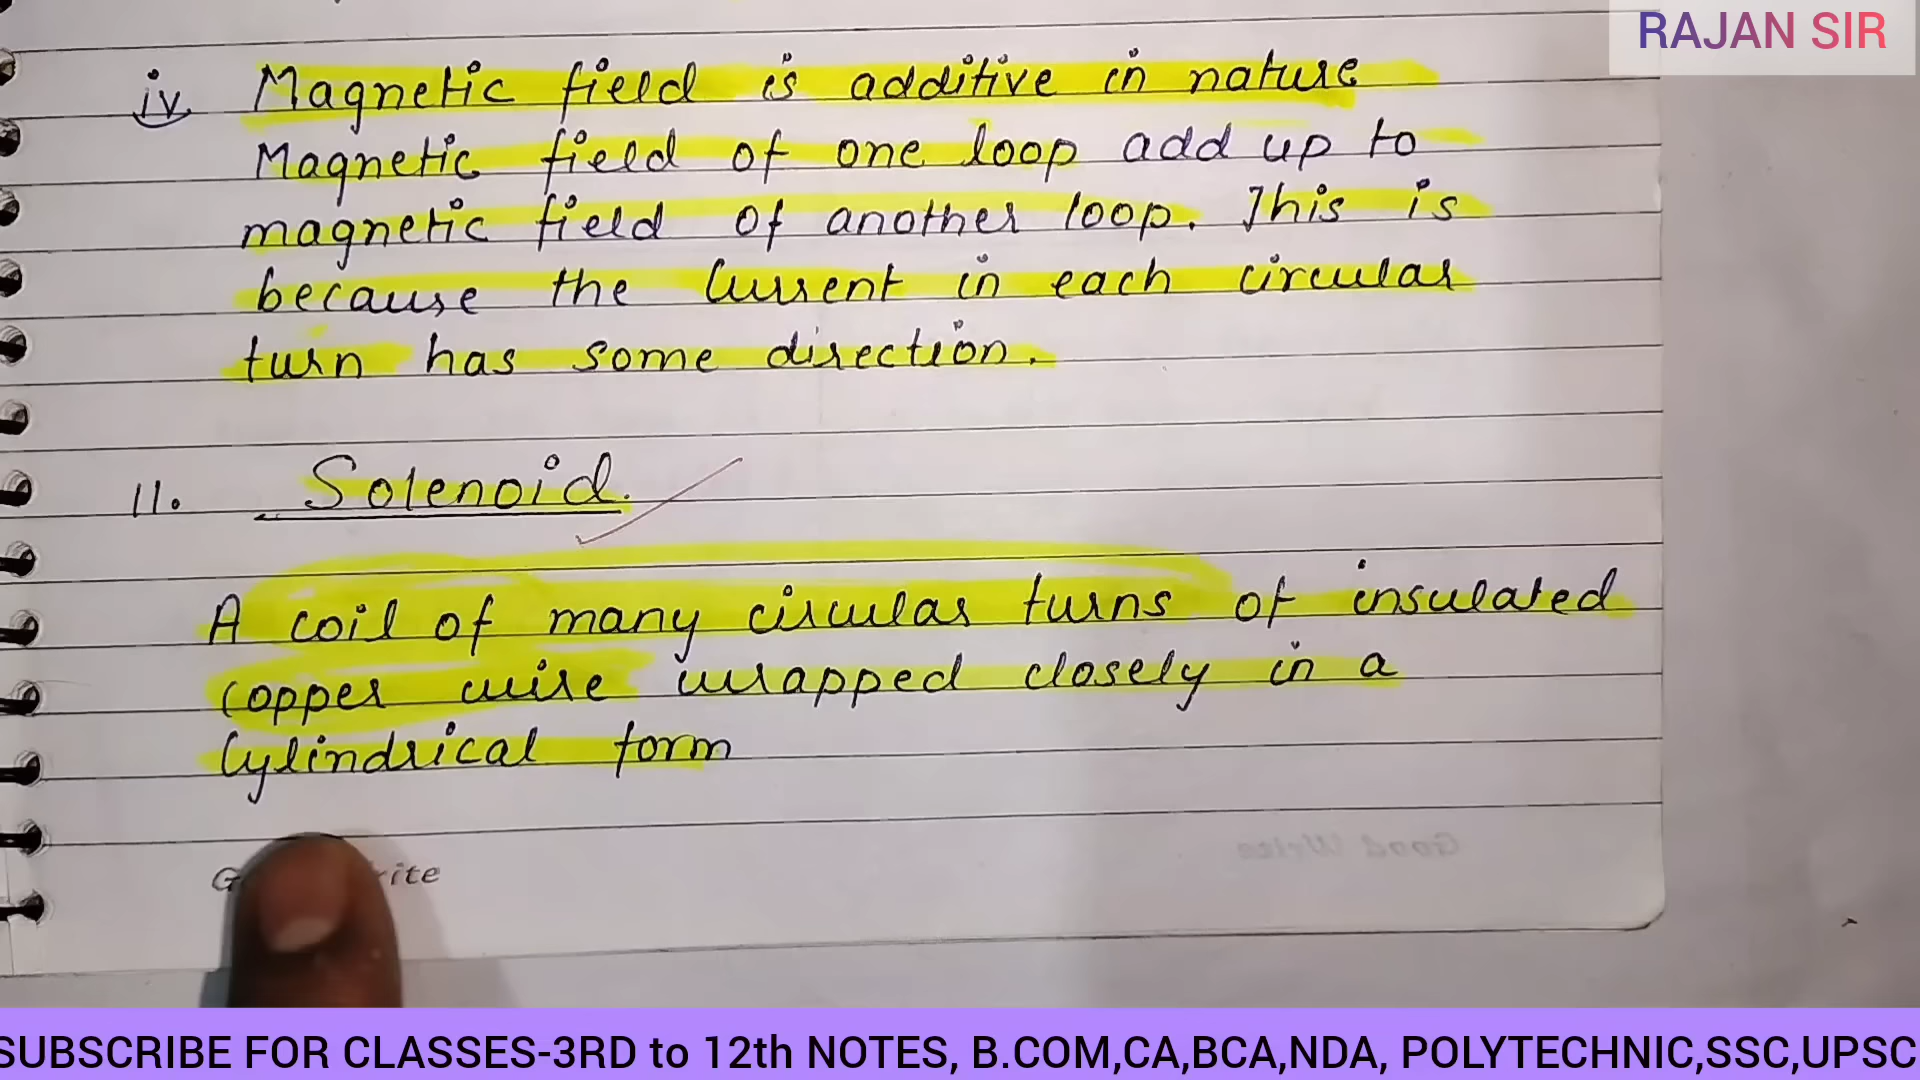 RAJAN SIR
iv. Magnetic field is additive in nature
Magnetic field of one loop add up to
magnetic field of another loop. This is
because the Current in each circular
turn has some direction.
11. Solenoid.
A coil of many circular turns of insulated
copper wire wrapped closely in a
Cylindrical form
Good Write
SUBSCRIBE FOR CLASSES-3RD to 12th NOTES, B.COM,CA,BCA,NDA, POLYTECHNIC,SSC,UPSC